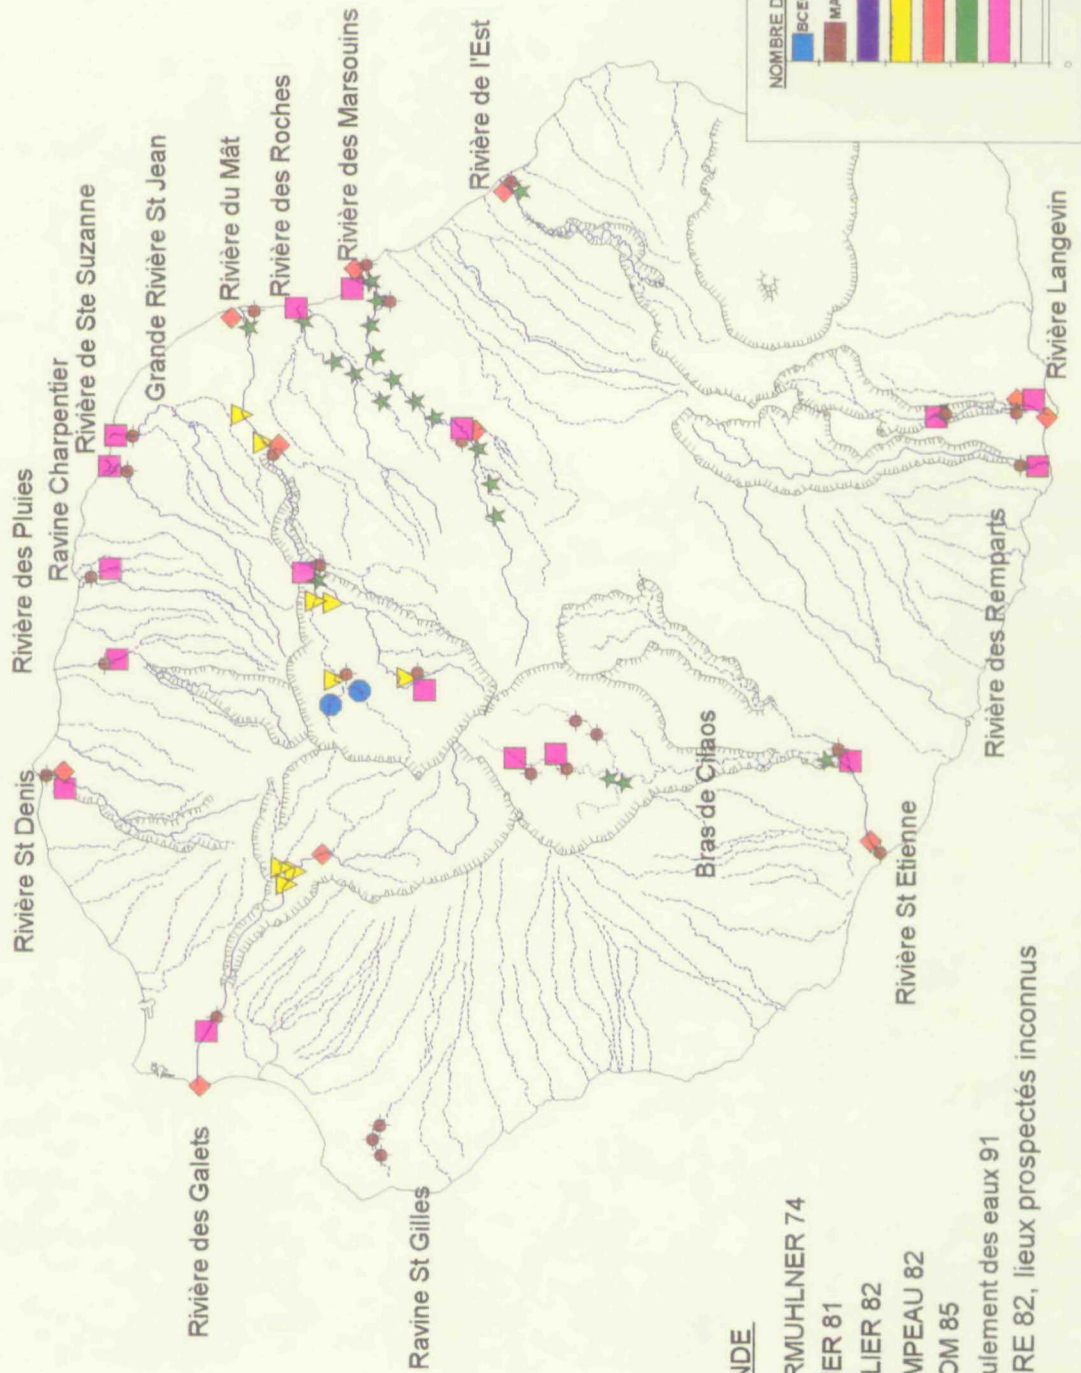 Rivière des Galets
Ravine St Gilles
Rivière St Denis
Rivière des Pluies
Ravine Charpentier
Rivière de Ste Suzanne
Grande Rivière St Jean
Rivière du Mât
Rivière des Roches
Rivière des Marsouins
Rivière de l'Est
Bras de Cilaos
Rivière St Etienne
Rivière des Remparts
Rivière Langevin
NDE
RMUHLNER 74
IER 81
LIER 82
MPEAU 82
OM 85
ulement des eaux 91
RE 82, lieux prospectés inconnus
NOMBRE D
BCE
MA
0